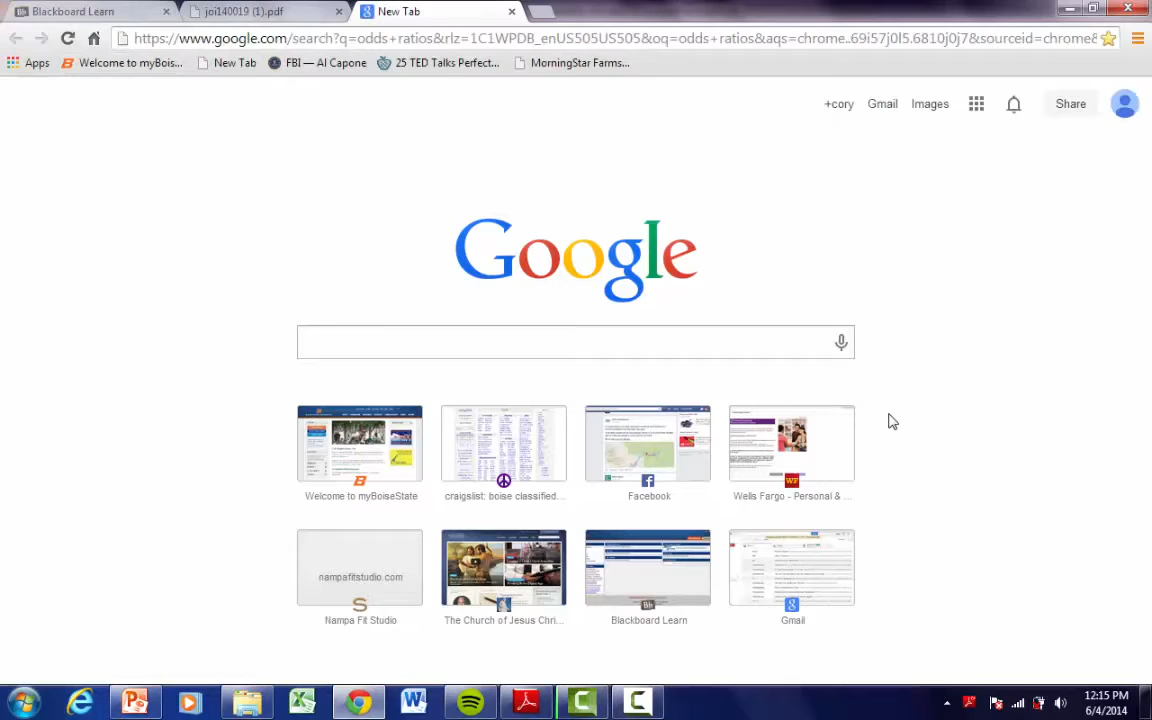 Blackboard Learn
joi140019 (1).pdf
New Tab
https://www.google.com/search?q=odds+ratios&rlz=1C1WPDB_enUS505US505&oq=odds+ratios&aqs=chrome..69i57j0l5.6810j0j7&sourceid=chrome&
Apps
Welcome to myBois...
New Tab
FBI — Al Capone
25 TED Talks Perfect...
MorningStar Farms...
+cory
Gmail
Images
Share
Google
Welcome to myBoiseState
craigslist: boise classified...
Facebook
WF
Wells Fargo - Personal & ...
nampafitstudio.com
Nampa Fit Studio
The Church of Jesus Chri...
Blackboard Learn
Gmail
12:15 PM
6/4/2014